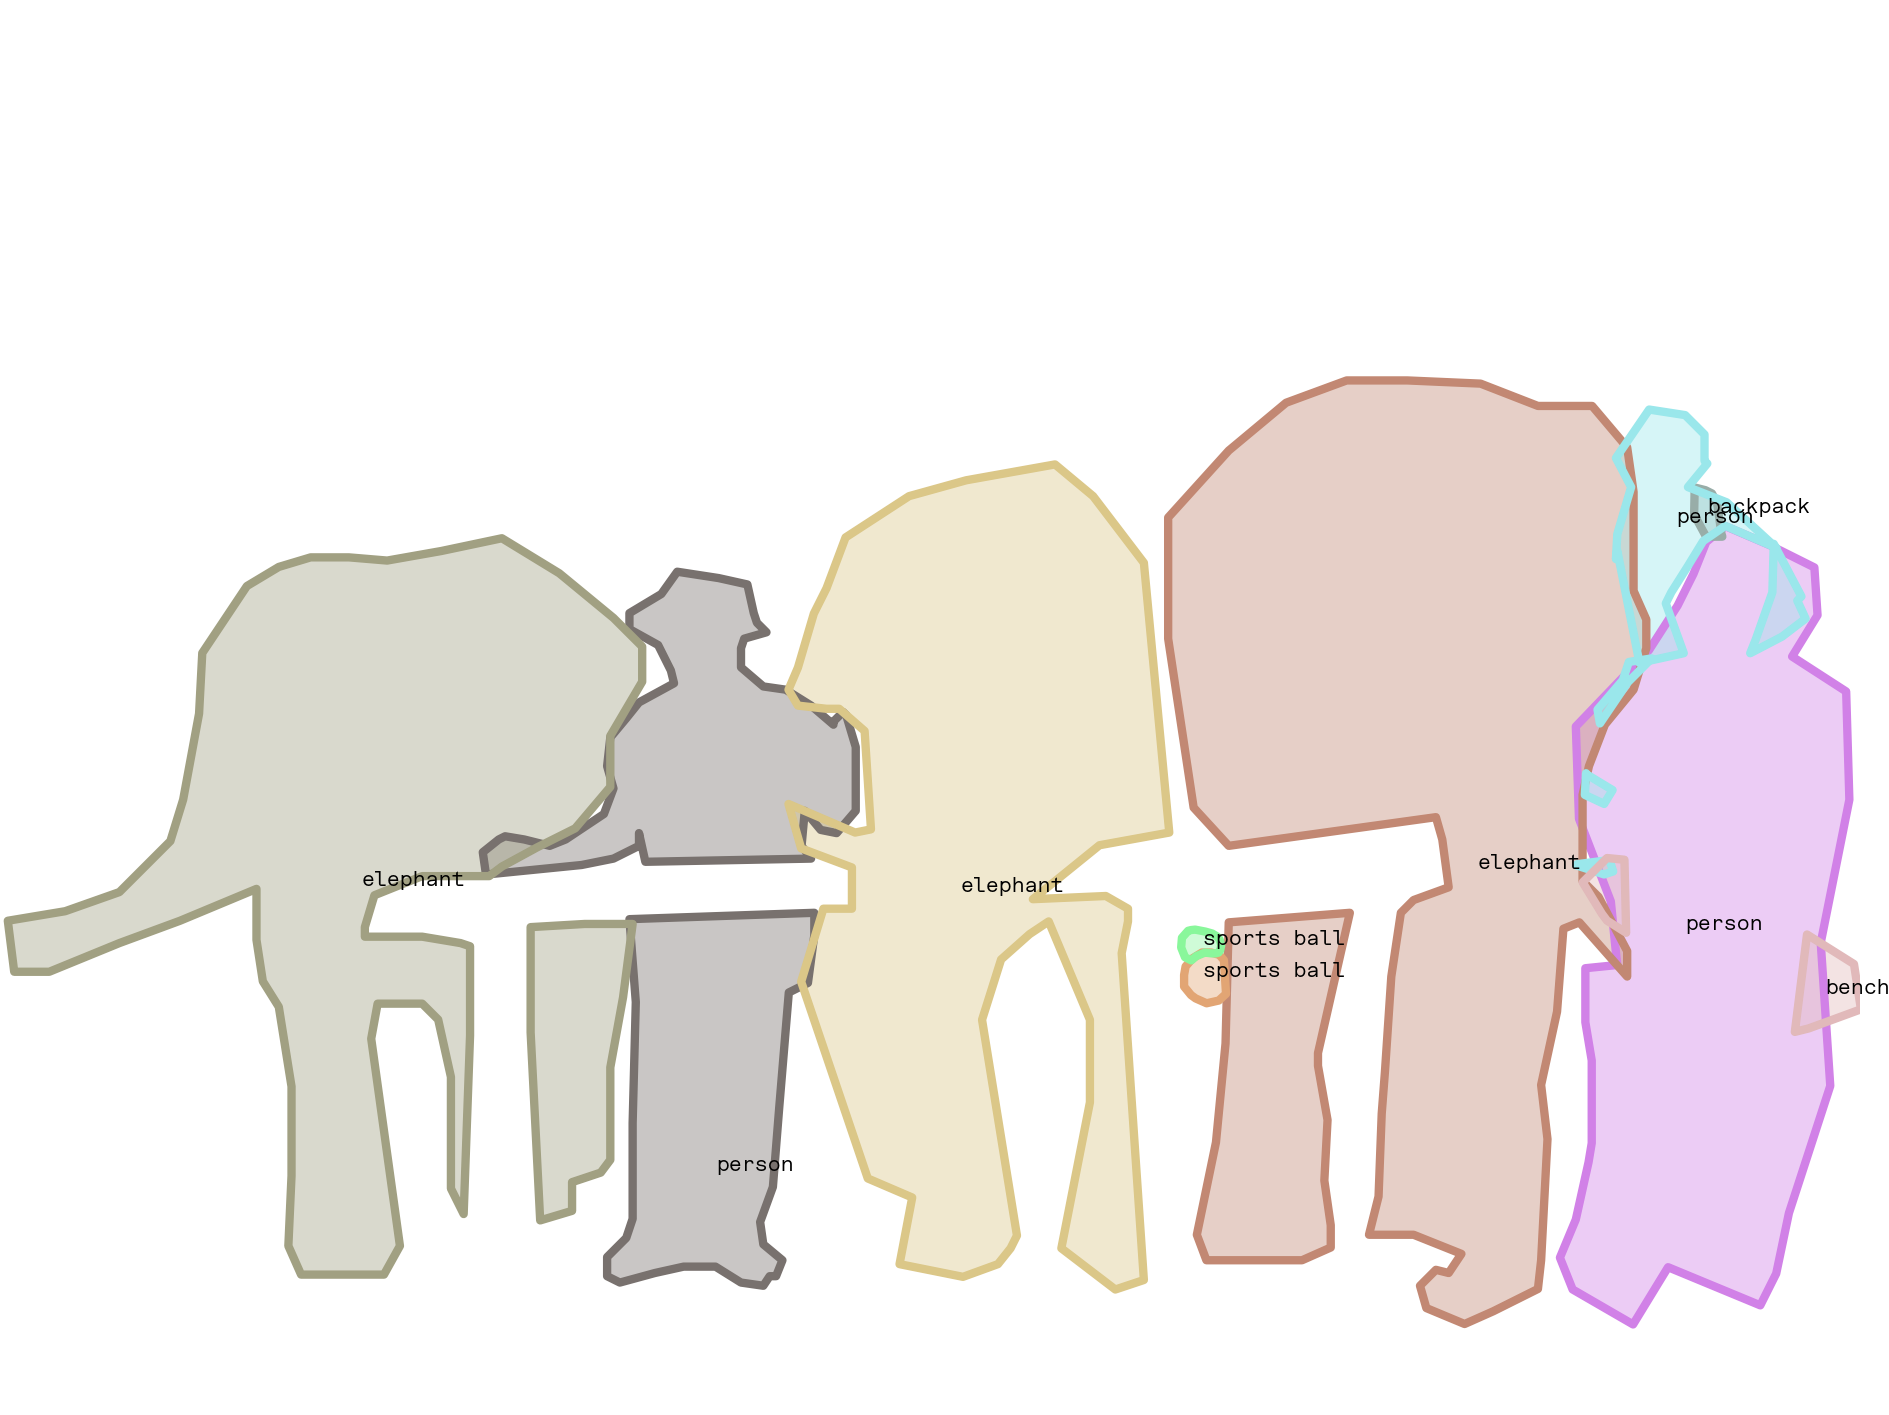 backpack
person
elephant
elephant
elephant
person
sports ball
sports ball
bench
person